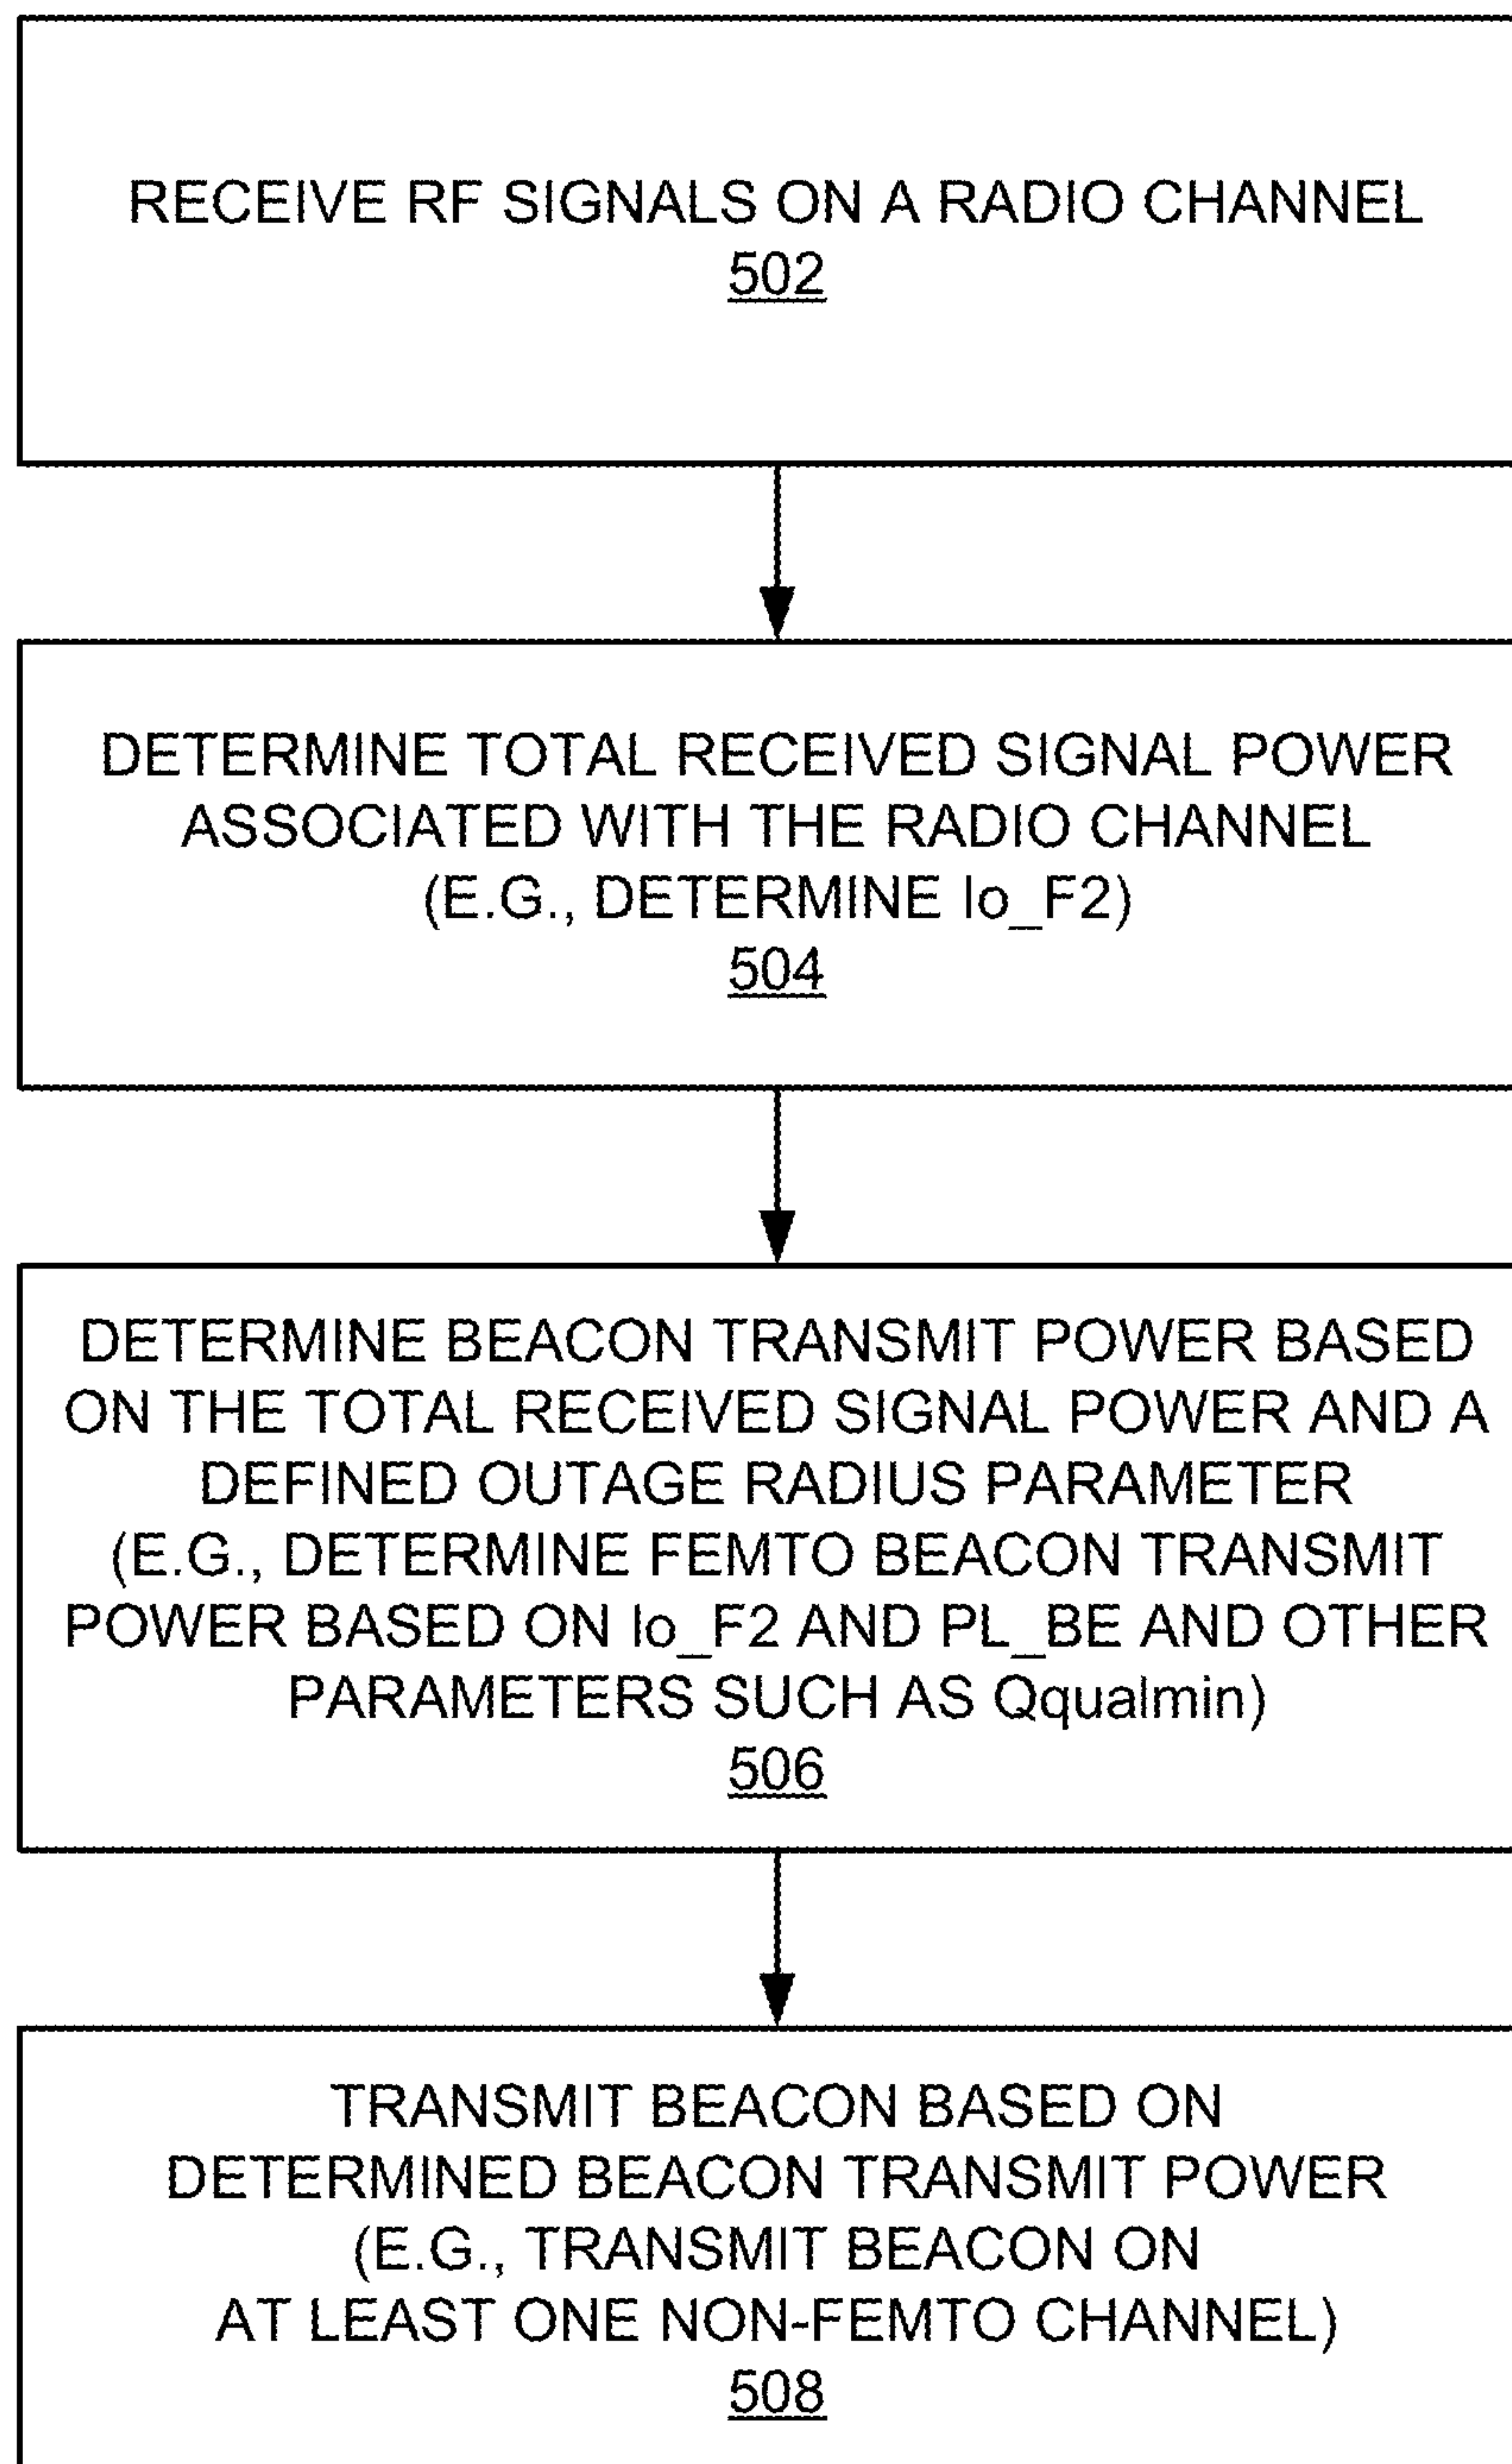 RECEIVE RF SIGNALS ON A RADIO CHANNEL
502
DETERMINE TOTAL RECEIVED SIGNAL POWER
ASSOCIATED WITH THE RADIO CHANNEL
(E.G., DETERMINE Io_F2)
504
DETERMINE BEACON TRANSMIT POWER BASED
ON THE TOTAL RECEIVED SIGNAL POWER AND A
DEFINED OUTAGE RADIUS PARAMETER
(E.G., DETERMINE FEMTO BEACON TRANSMIT
POWER BASED ON Io_F2 AND PL_BE AND OTHER
PARAMETERS SUCH AS Qqualmin)
506
TRANSMIT BEACON BASED ON
DETERMINED BEACON TRANSMIT POWER
(E.G., TRANSMIT BEACON ON
AT LEAST ONE NON-FEMTO CHANNEL)
508